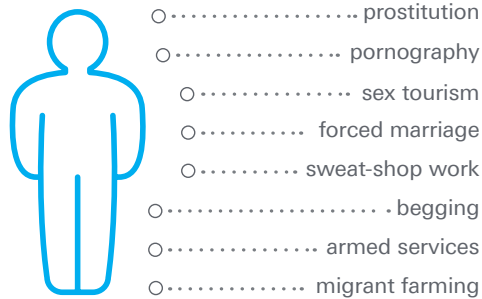 prostitution
pornography
sex tourism
forced marriage
sweat-shop work
begging
armed services
migrant farming